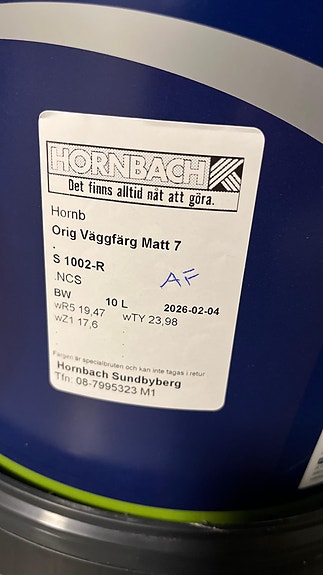 HORNBACH
Det finns alltid nåt att göra.
Hornb
Orig Väggfärg Matt 7
.
S 1002-R
.NCS
AF
BW 10 L 2026-02-04
wR5 19,47 wTY 23,98
wZ1 17,6
Färgen är specialbruten och kan inte tagas i retur
Hornbach Sundbyberg
Tfn: 08-7995323 M1